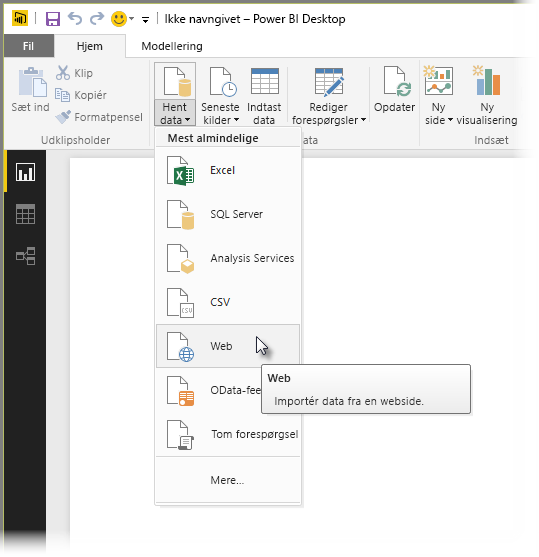 Ikke navngivet – Power BI Desktop
Fil
Hjem
Modellering
Sæt ind
Klip
Kopiér
Formatpensel
Hent
data
Seneste
kilder
Indtast
data
Rediger
forespørgsler
Opdater
Ny
side
Ny
visualisering
Udklipsholder
ata
Indsæt
Mest almindelige
Excel
SQL Server
Analysis Services
CSV
Web
OData-fee
Tom forespørgsel
Mere...
Web
Importér data fra en webside.